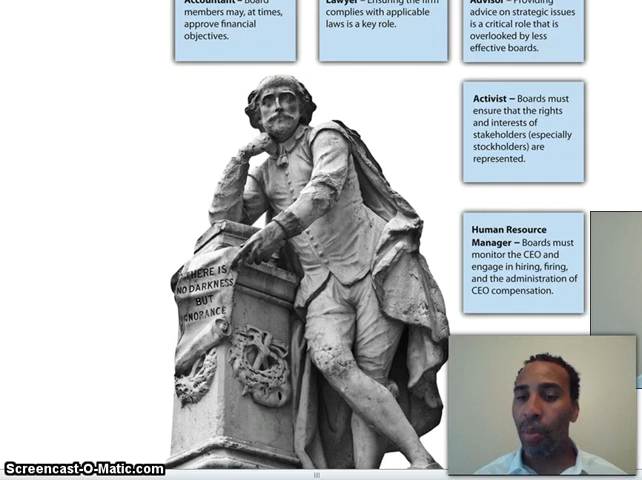 Accountant – Board
members may, at times,
approve financial
objectives.
Lawyer – Ensuring the firm
complies with applicable
laws is a key role.
Advisor – Providing
advice on strategic issues
is a critical role that is
overlooked by less
effective boards.
Activist – Boards must
ensure that the rights
and interests of
stakeholders (especially
stockholders) are
represented.
Human Resource
Manager – Boards must
monitor the CEO and
engage in hiring, firing,
and the administration of
CEO compensation.
THERE IS
NO DARKNESS
BUT
IGNORANCE
Screencast-O-Matic.com